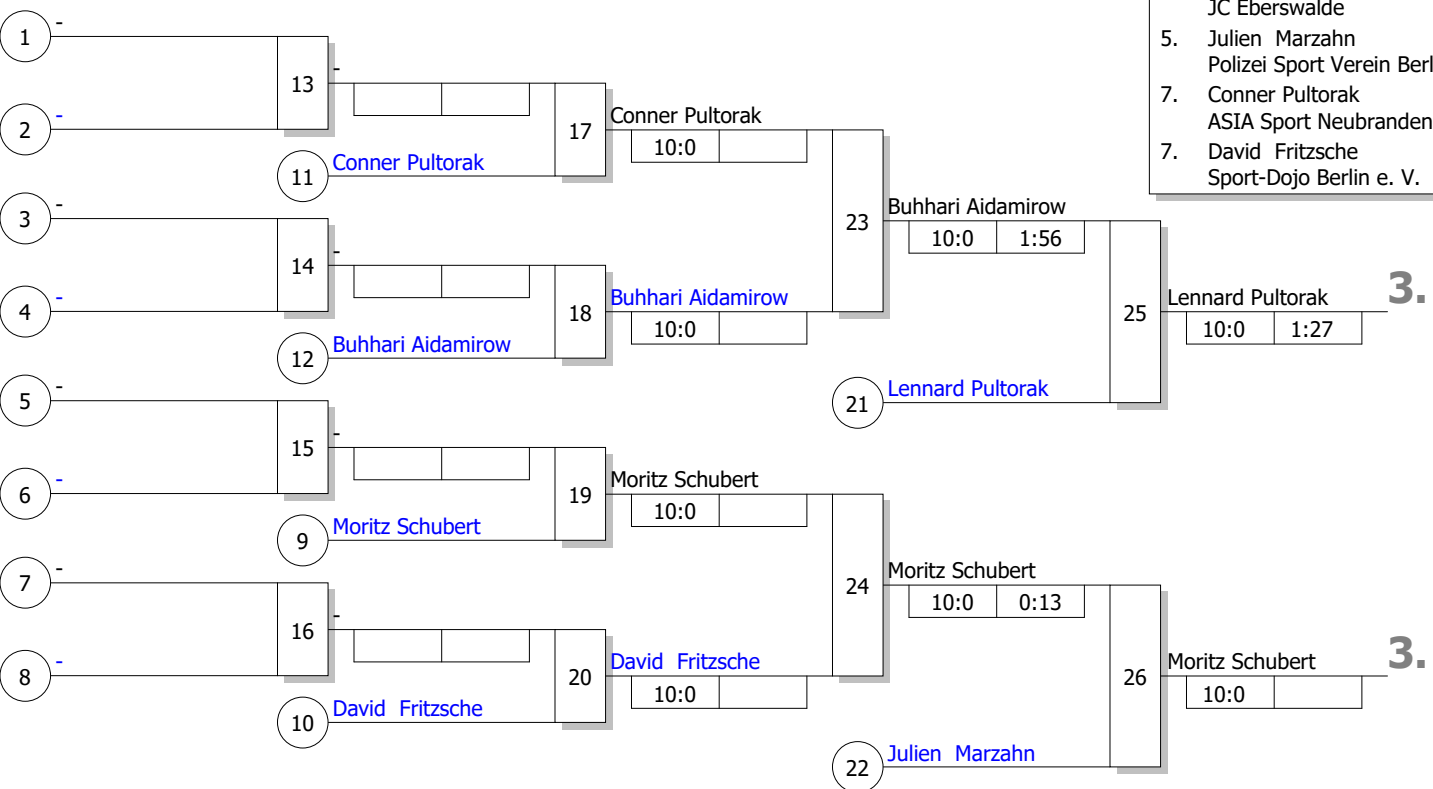 JC Eberswalde
5. Julien Marzahn
Polizei Sport Verein
7. Conner Pultorak
ASIA Sport
7. David Fritzsche
Sport-Dojo Berlin e. V.
1 -
2 -
13 -
17 Conner Pultorak
10:0
11 Conner Pultorak
3 -
4 -
14 -
18 Buhhari Aidamirow
10:0
12 Buhhari Aidamirow
23 Buhhari Aidamirow
10:0 1:56
25 Lennard Pultorak 3.
10:0 1:27
21 Lennard Pultorak
5 -
6 -
15 -
19 Moritz Schubert
10:0
9 Moritz Schubert
7 -
8 -
16 -
20 David Fritzsche
10:0
10 David Fritzsche
24 Moritz Schubert
10:0 0:13
26 Moritz Schubert 3.
10:0
22 Julien Marzahn